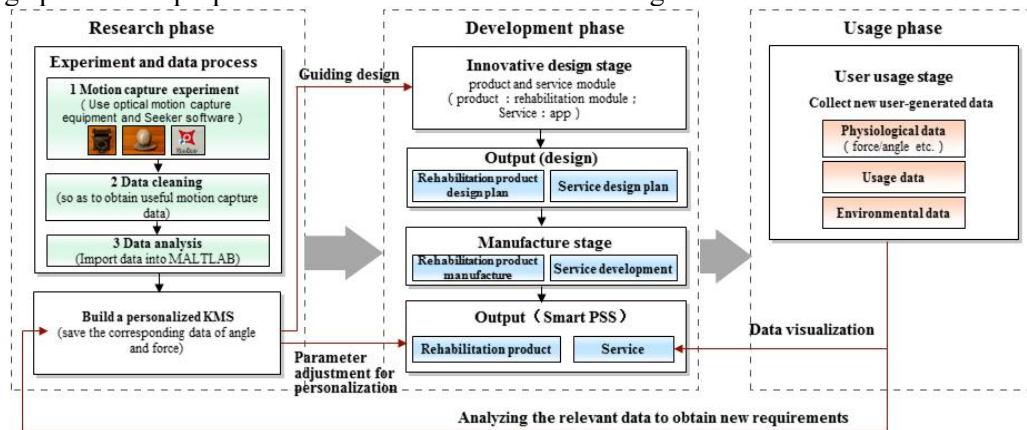 Research phase
Experiment and data process
1 Motion capture experiment
( Use optical motion capture
equipment and Seeker software )
2 Data cleaning
(so as to obtain useful motion capture
data)
3 Data analysis
(Import data into MALTLAB)
Build a personalized KMS
(save the corresponding data of angle
and force)
Guiding design
Parameter
adjustment for
personalization
Development phase
Innovative design stage
product and service module
( product : rehabilitation module ;
Service : app )
Output (design)
Rehabilitation product
design plan
Service design plan
Manufacture stage
Rehabilitation product
manufacture
Service development
Output ( Smart PSS )
Rehabilitation product
Service
Usage phase
User usage stage
Collect new user-generated data
Physiological data
( force/angle etc. )
Usage data
Environmental data
Data visualization
Analyzing the relevant data to obtain new requirements